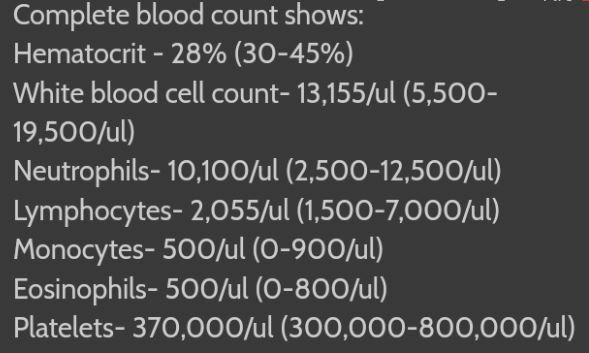 Complete blood count shows:
Hematocrit - 28% (30-45%)
White blood cell count- 13,155/ul (5,500-
19,500/ul)
Neutrophils- 10,100/ul (2,500-12,500/ul)
Lymphocytes- 2,055/ul (1,500-7,000/ul)
Monocytes- 500/ul (0-900/ul)
Eosinophils- 500/ul (0-800/ul)
Platelets- 370,000/ul (300,000-800,000/ul)